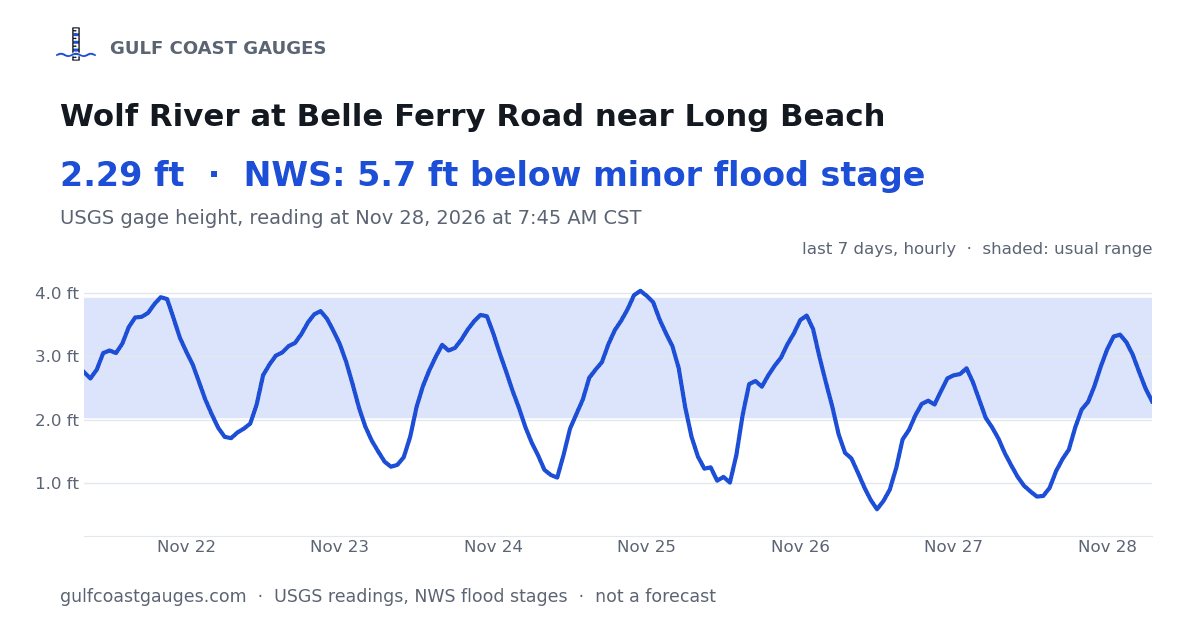 GULF COAST GAUGES
Wolf River at Belle Ferry Road near Long Beach
2.29 ft · NWS: 5.7 ft below minor flood stage
USGS gage height, reading at Nov 28, 2026 at 7:45 AM CST
last 7 days, hourly · shaded: usual range
4.0 ft
3.0 ft
2.0 ft
1.0 ft
Nov 22 Nov 23 Nov 24 Nov 25 Nov 26 Nov 27 Nov 28
gulfcoastgauges.com · USGS readings, NWS flood stages · not a forecast